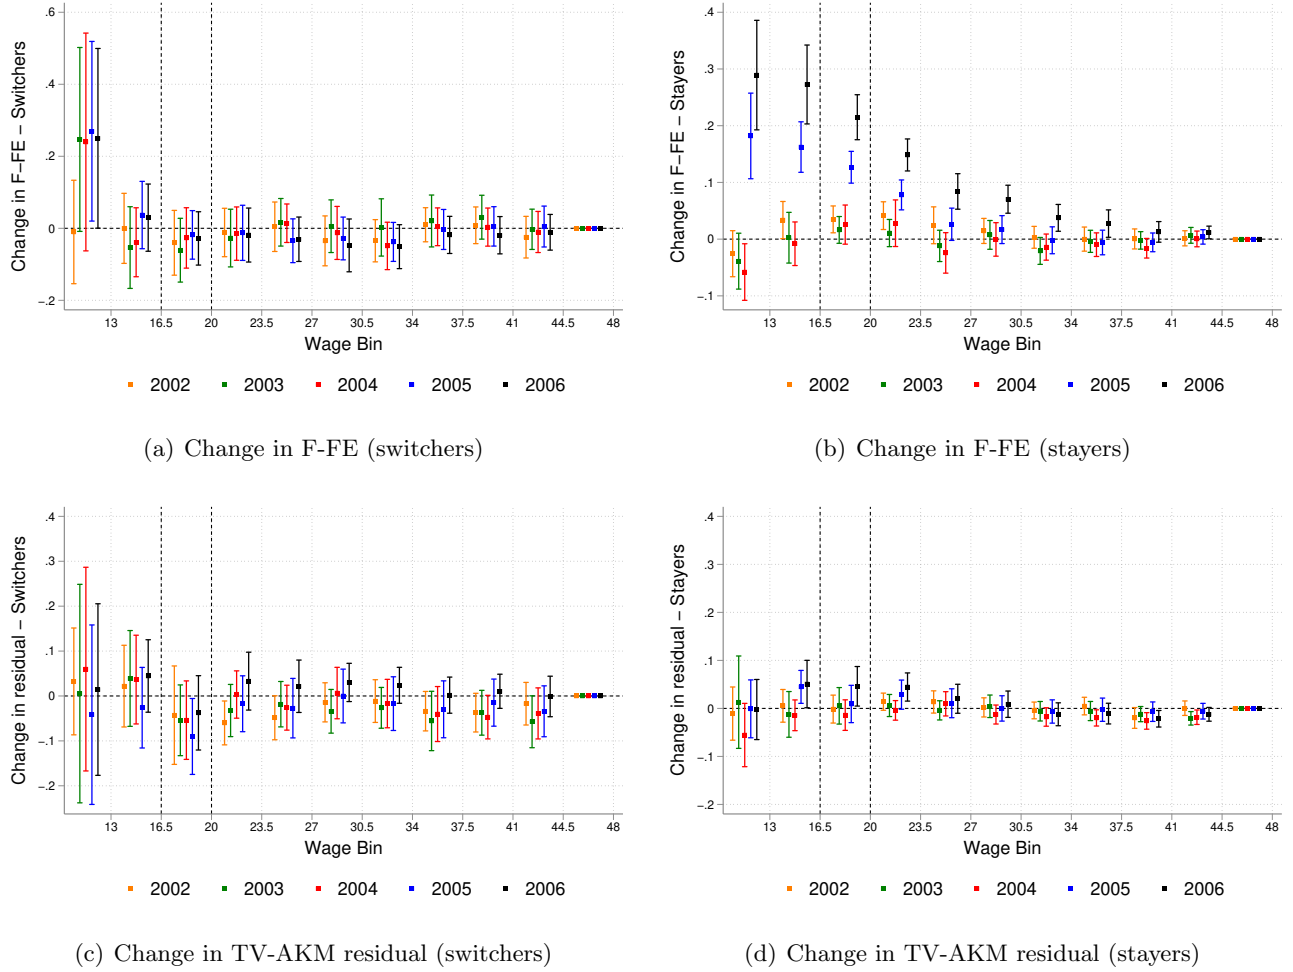 Change in F-FE – Switchers
.6
.4
.2
0
-.2
13 16.5 20 23.5 27 30.5 34 37.5 41 44.5 48
Wage Bin
2002 2003 2004 2005 2006
(a) Change in F-FE (switchers)
Change in F-FE – Stayers
.4
.3
.2
.1
0
-.1
13 16.5 20 23.5 27 30.5 34 37.5 41 44.5 48
Wage Bin
2002 2003 2004 2005 2006
(b) Change in F-FE (stayers)
Change in residual – Switchers
.4
.3
.2
.1
0
-.1
-.2
13 16.5 20 23.5 27 30.5 34 37.5 41 44.5 48
Wage Bin
2002 2003 2004 2005 2006
(c) Change in TV-AKM residual (switchers)
Change in residual – Stayers
.4
.3
.2
.1
0
-.1
-.2
13 16.5 20 23.5 27 30.5 34 37.5 41 44.5 48
Wage Bin
2002 2003 2004 2005 2006
(d) Change in TV-AKM residual (stayers)